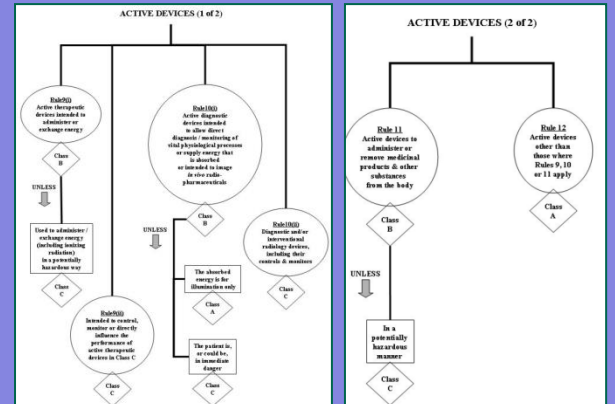 ACTIVE DEVICES (1 of 2)
Rule9(i)
Active therapeutic
devices intended to
administer or
exchange energy
Class
B
UNLESS
Used to administer /
exchange energy
(including ionizing
radiation)
in a potentially
hazardous way
Class
C
Rule9(ii)
Intended to control,
monitor or directly
influence the
performance of
active therapeutic
devices in Class C
Class
C
Rule10(i)
Active diagnostic
devices intended
to allow direct
diagnosis / monitoring of
vital physiological processes
or supply energy that
is absorbed
or intended to image
in vivo radio-
pharmaceuticals
Class
B
UNLESS
The absorbed
energy is for
illumination only
Class
A
The patient is,
or could be,
in immediate
danger
Class
C
Rule10(ii)
Diagnostic and/or
interventional
radiology devices,
including their
controls & monitors
Class
C
ACTIVE DEVICES (2 of 2)
Rule 11
Active devices to
administer or
remove medicinal
products & other
substances
from the body
Class
B
UNLESS
In a
potentially
hazardous
manner
Class
C
Rule 12
Active devices
other than
those where
Rules 9, 10
or 11 apply
Class
A